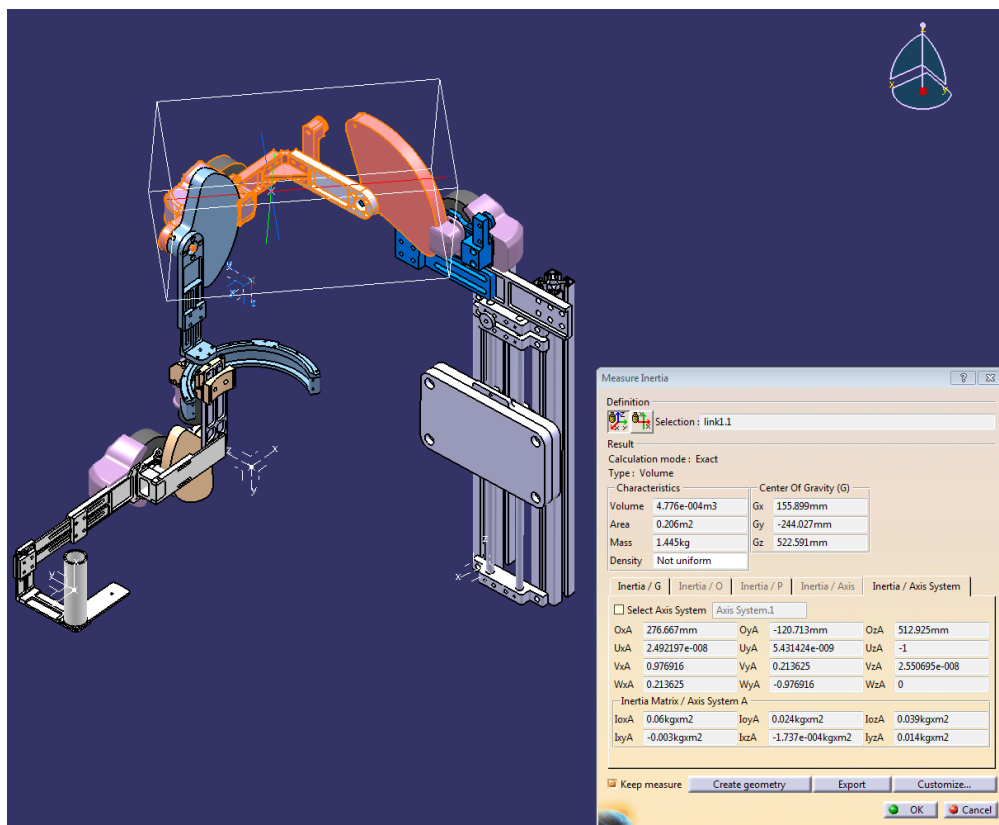 Measure Inertia
Definition
Selection : link1.1
Result
Calculation mode : Exact
Type : Volume
Characteristics Center Of Gravity (G)
Volume 4.776e-004m3 Gx 155.899mm
Area 0.206m2 Gy -244.027mm
Mass 1.445kg Gz 522.591mm
Density Not uniform
Inertia / G Inertia / O Inertia / P Inertia / Axis Inertia / Axis System
Select Axis System Axis System.1
OxA 276.667mm OyA -120.713mm OzA 512.925mm
UxA 2.492197e-008 UyA 5.431424e-009 UzA -1
VxA 0.976916 VyA 0.213625 VzA 2.550695e-008
WxA 0.213625 WyA -0.976916 WzA 0
Inertia Matrix / Axis System A
IoxA 0.06kgxm2 IoyA 0.024kgxm2 IozA 0.039kgxm2
IxyA -0.003kgxm2 IxzA -1.737e-004kgxm2 IyzA 0.014kgxm2
Keep measure Create geometry Export Customize...
OK Cancel